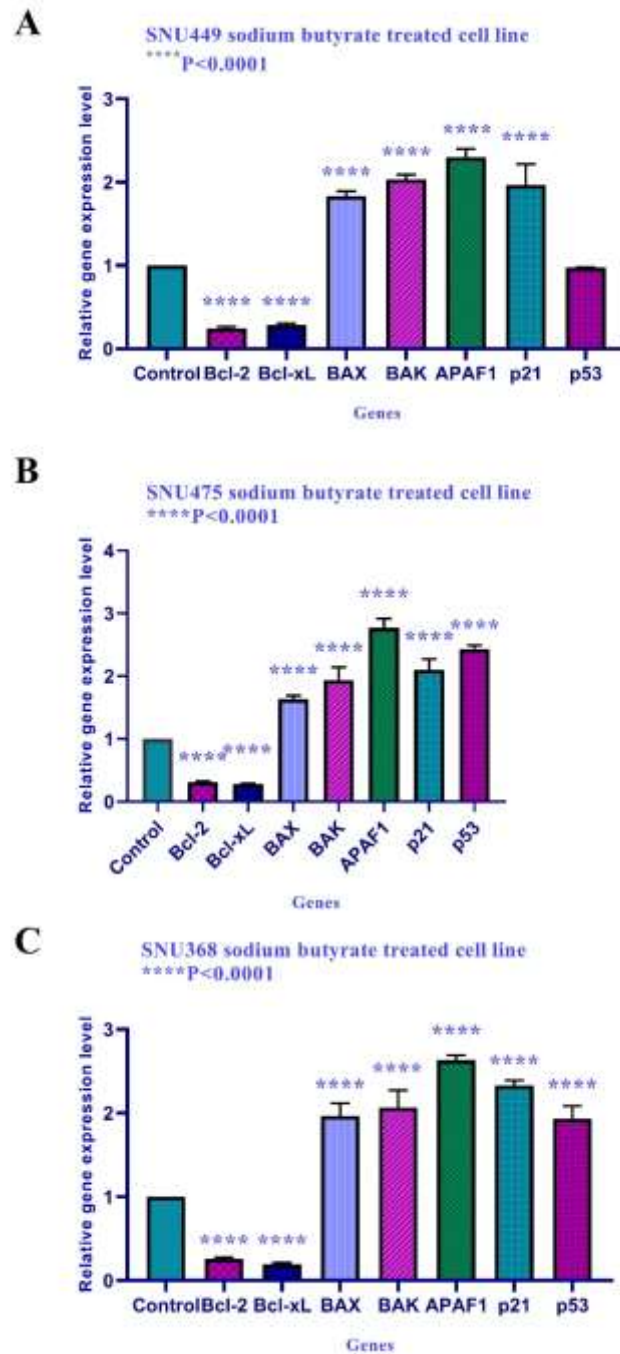 A
SNU449 sodium butyrate treated cell line
****P<0.0001
Relative gene expression level
3
2
1
0
**** **** **** **** **** ****
Control Bcl-2 Bcl-xL BAX BAK APAF1 p21 p53
Genes
B
SNU475 sodium butyrate treated cell line
****P<0.0001
Relative gene expression level
4
3
2
1
0
**** **** **** **** **** **** ****
Control Bcl-2 Bcl-xL BAX BAK APAF1 p21 p53
Genes
C
SNU368 sodium butyrate treated cell line
****P<0.0001
Relative gene expression level
3
2
1
0
**** **** **** **** **** **** ****
Control Bcl-2 Bcl-xL BAX BAK APAF1 p21 p53
Genes